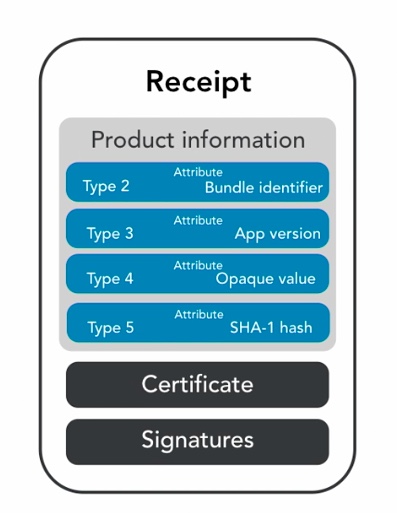 Receipt
Product information
Attribute
Type 2 Bundle identifier
Attribute
Type 3 App version
Attribute
Type 4 Opaque value
Attribute
Type 5 SHA-1 hash
Certificate
Signatures